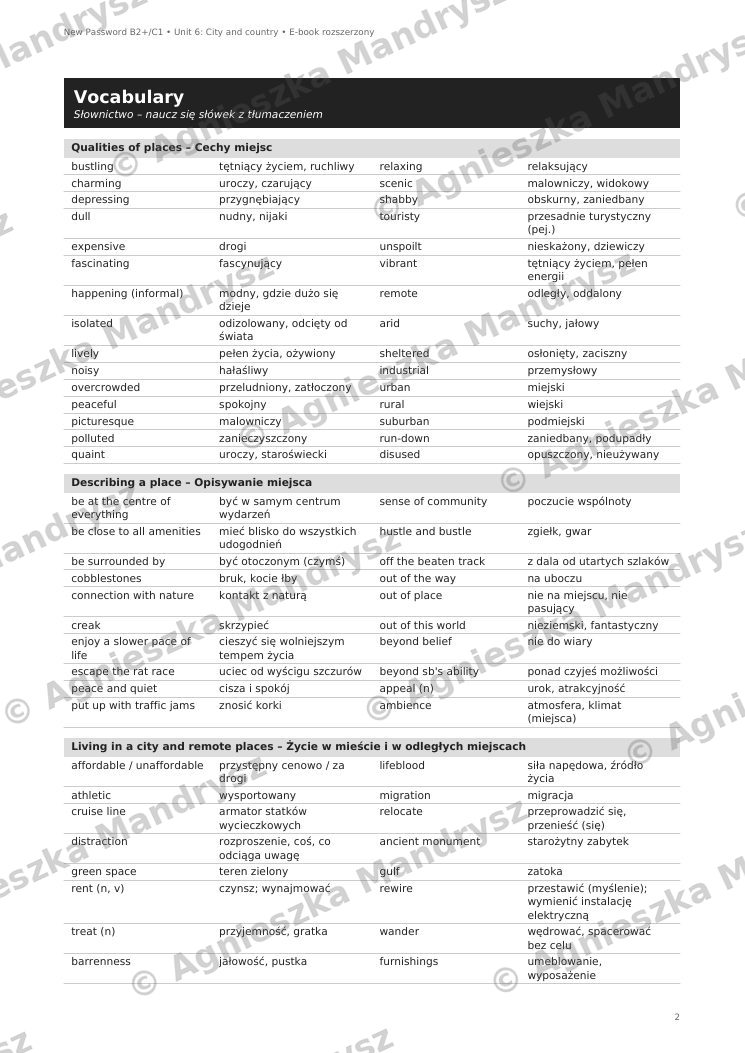 New Password B2+/C1 • Unit 6: City and country • E-book rozszerzony
Vocabulary
Słownictwo – naucz się słówek z tłumaczeniem
Qualities of places – Cechy miejsc
bustling tętniący życiem, ruchliwy relaxing relaksujący
charming uroczy, czarujący scenic malowniczy, widokowy
depressing przygnębiający shabby obskurny, zaniedbany
dull nudny, nijaki touristy przesadnie turystyczny
(pej.)
expensive drogi unspoilt nieskażony, dziewiczy
fascinating fascynujący vibrant tętniący życiem, pełen
energii
happening (informal) modny, gdzie dużo się remote odległy, oddalony
dzieje
isolated odizolowany, odcięty od arid suchy, jałowy
świata
lively pełen życia, ożywiony sheltered osłonięty, zaciszny
noisy hałaśliwy industrial przemysłowy
overcrowded przeludniony, zatłoczony urban miejski
peaceful spokojny rural wiejski
picturesque malowniczy suburban podmiejski
polluted zanieczyszczony run-down zaniedbany, podupadły
quaint uroczy, staroświecki disused opuszczony, nieużywany
Describing a place – Opisywanie miejsca
be at the centre of być w samym centrum sense of community poczucie wspólnoty
everything wydarzeń
be close to all amenities mieć blisko do wszystkich hustle and bustle zgiełk, gwar
udogodnień
be surrounded by być otoczonym (czymś) off the beaten track z dala od utartych szlaków
cobblestones bruk, kocie łby out of the way na uboczu
connection with nature kontakt z naturą out of place nie na miejscu, nie
pasujący
creak skrzypieć out of this world nieziemski, fantastyczny
enjoy a slower pace of cieszyć się wolniejszym beyond belief nie do wiary
life tempem życia
escape the rat race uciec od wyścigu szczurów beyond sb's ability ponad czyjeś możliwości
peace and quiet cisza i spokój appeal (n) urok, atrakcyjność
put up with traffic jams znosić korki ambience atmosfera, klimat
(miejsca)
Living in a city and remote places – Życie w mieście i w odległych miejscach
affordable / unaffordable przystępny cenowo / za lifeblood siła napędowa, źródło
drogi życia
athletic wysportowany migration migracja
cruise line armator statków relocate przeprowadzić się,
wycieczkowych przenieść (się)
distraction rozproszenie, coś, co ancient monument starożytny zabytek
odciąga uwagę
green space teren zielony gulf zatoka
rent (n, v) czynsz; wynajmować rewire przestawić (myślenie);
wymienić instalację
elektryczną
treat (n) przyjemność, gratka wander wędrować, spacerować
bez celu
barrenness jałowość, pustka furnishings umeblowanie,
wyposażenie
2
© Agnieszka Mandrysz